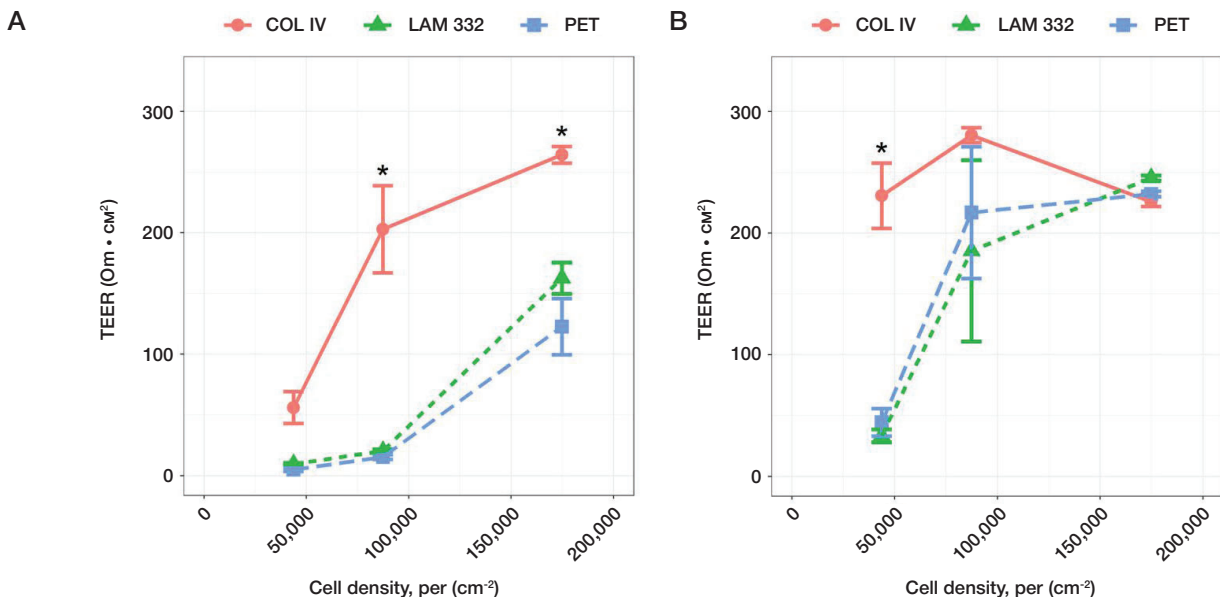 A
COL IV LAM 332 PET
TEER (Om • см²)
300
200
100
0
*
*
0
50,000
100,000
150,000
200,000
Cell density, per (cm⁻²)
B
COL IV LAM 332 PET
TEER (Om • см²)
300
200
100
0
*
0
50,000
100,000
150,000
200,000
Cell density, per (cm⁻²)